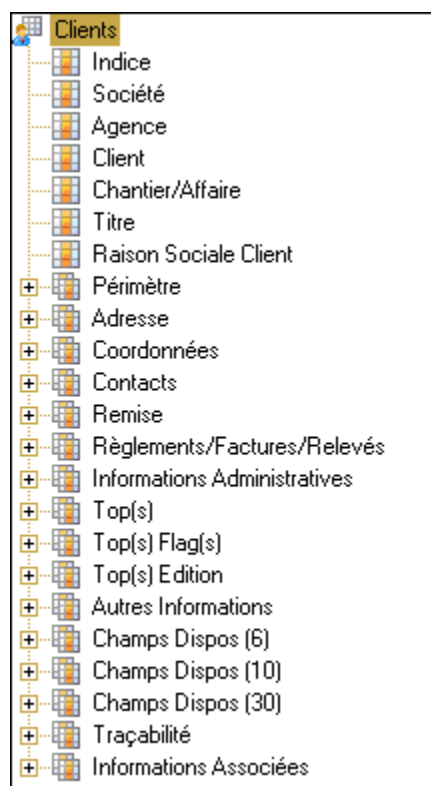 Clients
Indice
Société
Agence
Client
Chantier/Affaire
Titre
Raison Sociale Client
Périmètre
Adresse
Coordonnées
Contacts
Remise
Règlements/Factures/Relevés
Informations Administratives
Top(s)
Top(s) Flag(s)
Top(s) Edition
Autres Informations
Champs Dispos (6)
Champs Dispos (10)
Champs Dispos (30)
Traçabilité
Informations Associées